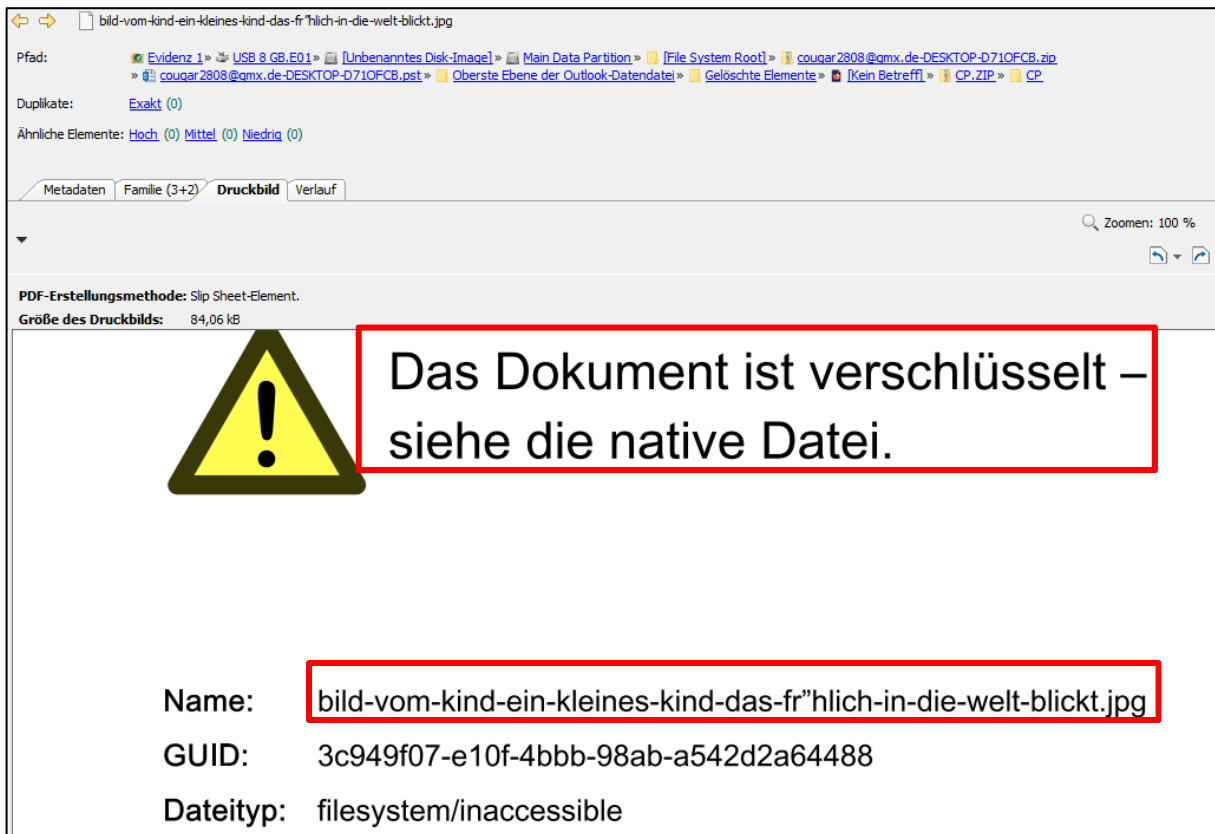 bild-vom-kind-ein-kleines-kind-das-fr”hlich-in-die-welt-blickt.jpg
Pfad: Evidenz 1» USB 8 GB.E01» [Unbenanntes Disk-Image]» Main Data Partition» [File System Root]» cougar2808@gmx.de-DESKTOP-D71OFCB.zip
» cougar2808@gmx.de-DESKTOP-D71OFCB.pst» Oberste Ebene der Outlook-Datendatei» Gelöschte Elemente» [Kein Betreff]» CP.ZIP» CP
Duplikate: Exakt (0)
Ähnliche Elemente: Hoch (0) Mittel (0) Niedrig (0)
Metadaten Familie (3+2) Druckbild Verlauf
Zoomen: 100 %
PDF-Erstellungsmethode: Slip Sheet-Element.
Größe des Druckbilds: 84,06 kB
Das Dokument ist verschlüsselt –
siehe die native Datei.
Name: bild-vom-kind-ein-kleines-kind-das-fr”hlich-in-die-welt-blickt.jpg
GUID: 3c949f07-e10f-4bbb-98ab-a542d2a64488
Dateityp: filesystem/inaccessible